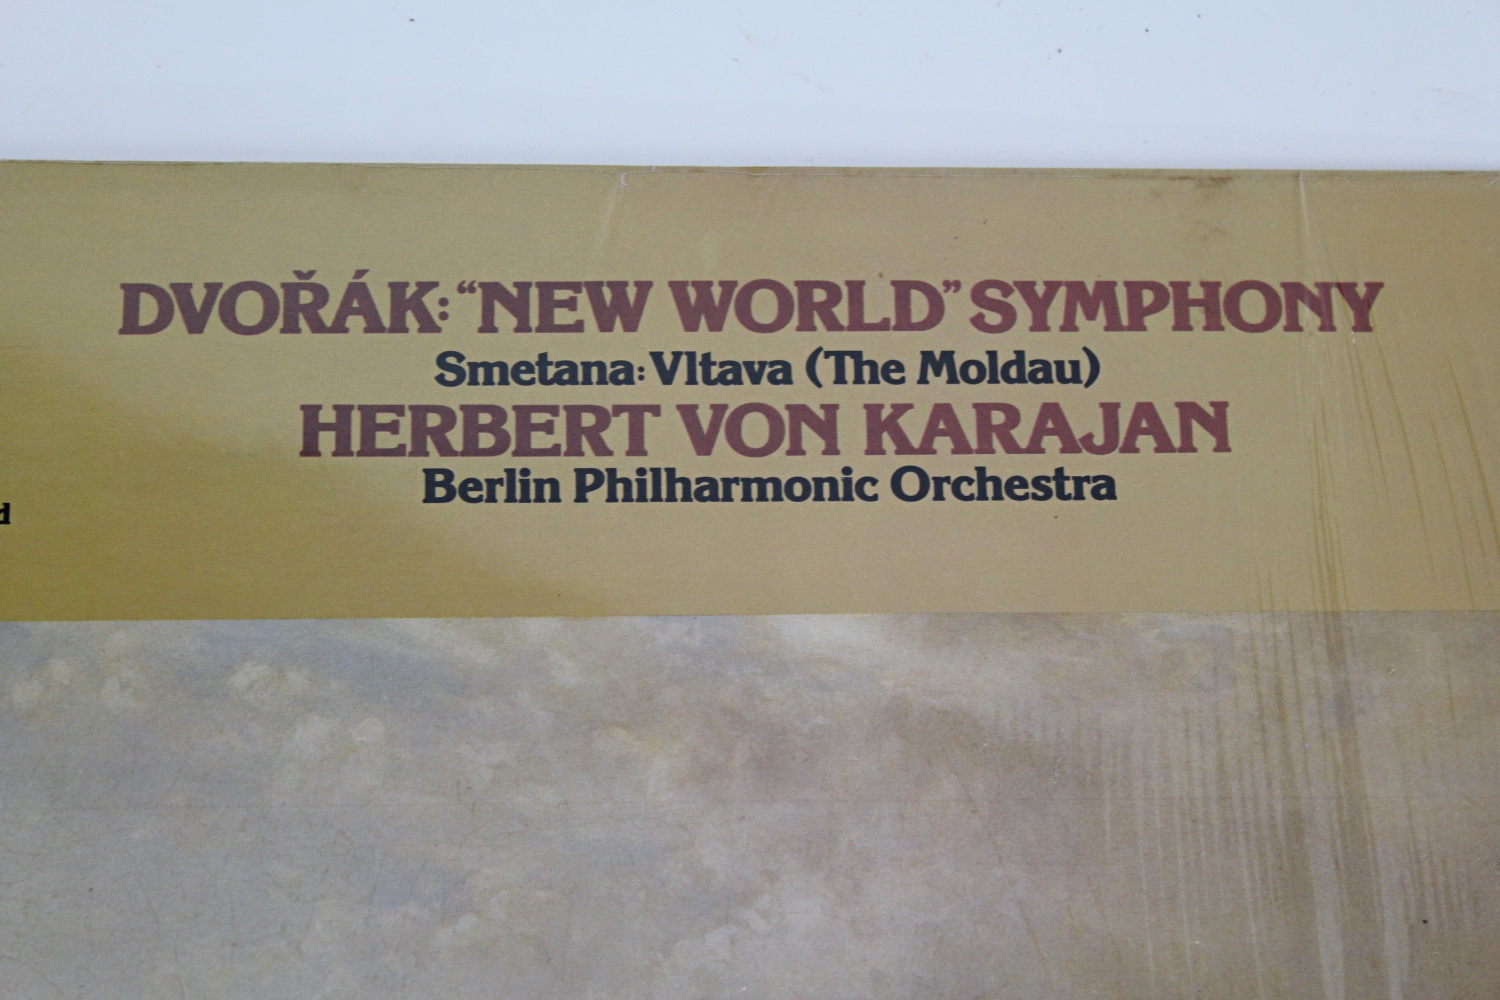 DVOŘÁK: “NEW WORLD” SYMPHONY
Smetana: Vltava (The Moldau)
HERBERT VON KARAJAN
Berlin Philharmonic Orchestra